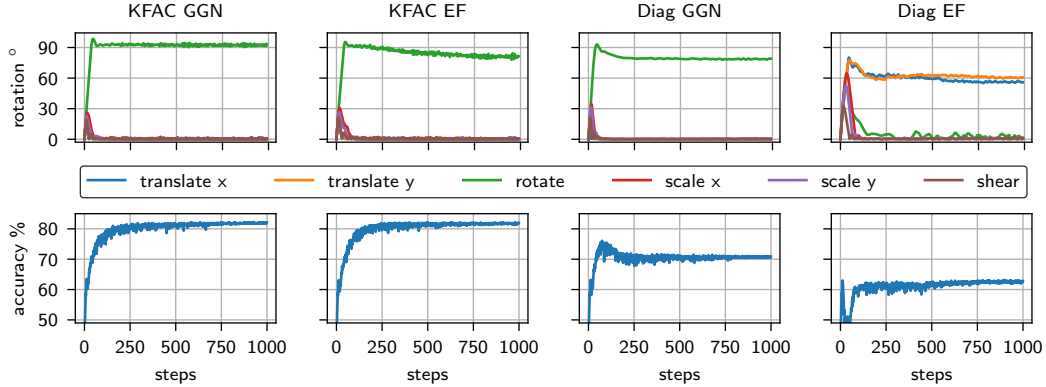 KFAC GGN KFAC EF Diag GGN Diag EF
rotation °
90
60
30
0
translate x translate y rotate scale x scale y shear
accuracy %
80
70
60
50
0 250 500 750 1000 0 250 500 750 1000 0 250 500 750 1000 0 250 500 750 1000
steps steps steps steps